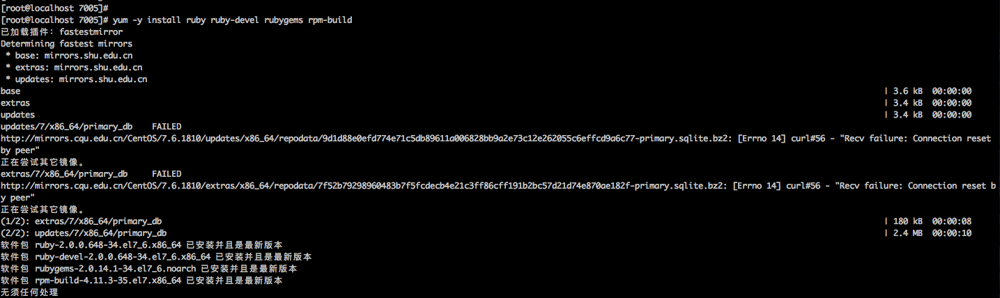 [root@localhost 7005]#
[root@localhost 7005]# yum -y install ruby ruby-devel rubygems rpm-build
已加载插件：fastestmirror
Determining fastest mirrors
 * base: mirrors.shu.edu.cn
 * extras: mirrors.shu.edu.cn
 * updates: mirrors.shu.edu.cn
base | 3.6 kB 00:00:00
extras | 3.4 kB 00:00:00
updates | 3.4 kB 00:00:00
updates/7/x86_64/primary_db FAILED
http://mirrors.cqu.edu.cn/CentOS/7.6.1810/updates/x86_64/repodata/9d1d88e0efd774e71c5db89611a006828bb9a2e73c12e262055c6effcd9a6c77-primary.sqlite.bz2: [Errno 14] curl#56 - "Recv failure: Connection reset
by peer"
正在尝试其它镜像。
extras/7/x86_64/primary_db FAILED
http://mirrors.cqu.edu.cn/CentOS/7.6.1810/extras/x86_64/repodata/7f52b79298960483b7f5fcdecb4e21c3ff86cff191b2bc57d21d74e870ae182f-primary.sqlite.bz2: [Errno 14] curl#56 - "Recv failure: Connection reset b
y peer"
正在尝试其它镜像。
(1/2): extras/7/x86_64/primary_db | 180 kB 00:00:08
(2/2): updates/7/x86_64/primary_db | 2.4 MB 00:00:10
软件包 ruby-2.0.0.648-34.el7_6.x86_64 已安装并且是最新版本
软件包 ruby-devel-2.0.0.648-34.el7_6.x86_64 已安装并且是最新版本
软件包 rubygems-2.0.14.1-34.el7_6.noarch 已安装并且是最新版本
软件包 rpm-build-4.11.3-35.el7.x86_64 已安装并且是最新版本
无须任何处理